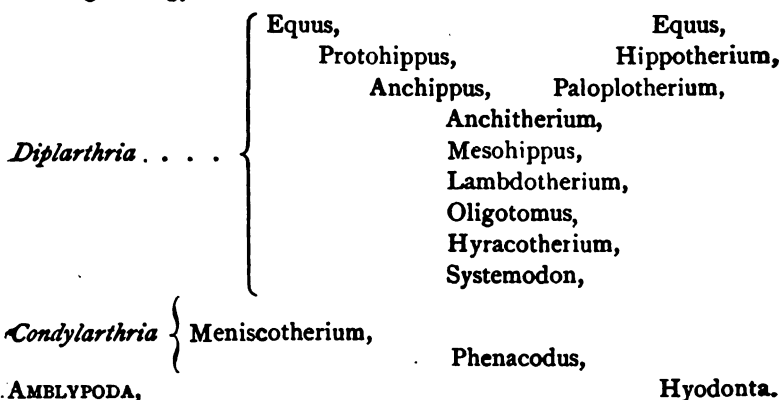 Equus, Equus,
Protohippus, Hippotherium,
Anchippus, Paloplotherium,
Anchitherium,
Diplarthria . . . . Mesohippus,
Lambdotherium,
Oligotomus,
Hyracotherium,
Systemodon,
Condylarthria Meniscotherium,
Phenacodus,
AMBLYPODA, Hyodonta.